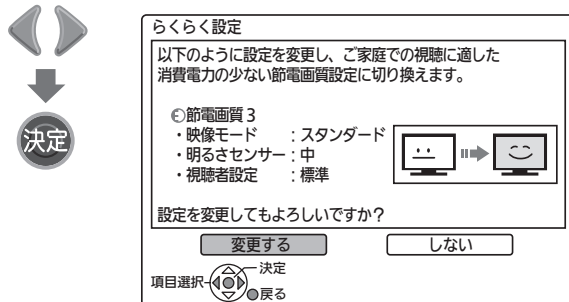 決定
らくらく設定
以下のように設定を変更し、ご家庭での視聴に適した
消費電力の少ない節電画質設定に切り換えます。
Ⓔ節電画質3
・映像モード　：スタンダード
・明るさセンサー：中
・視聴者設定　：標準
設定を変更してもよろしいですか？
変更する　しない
項目選択　決定
戻る